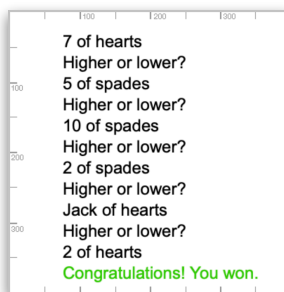 100
200
300
7 of hearts
Higher or lower?
5 of spades
Higher or lower?
100
10 of spades
Higher or lower?
200
2 of spades
Higher or lower?
Jack of hearts
Higher or lower?
300
2 of hearts
Congratulations! You won.